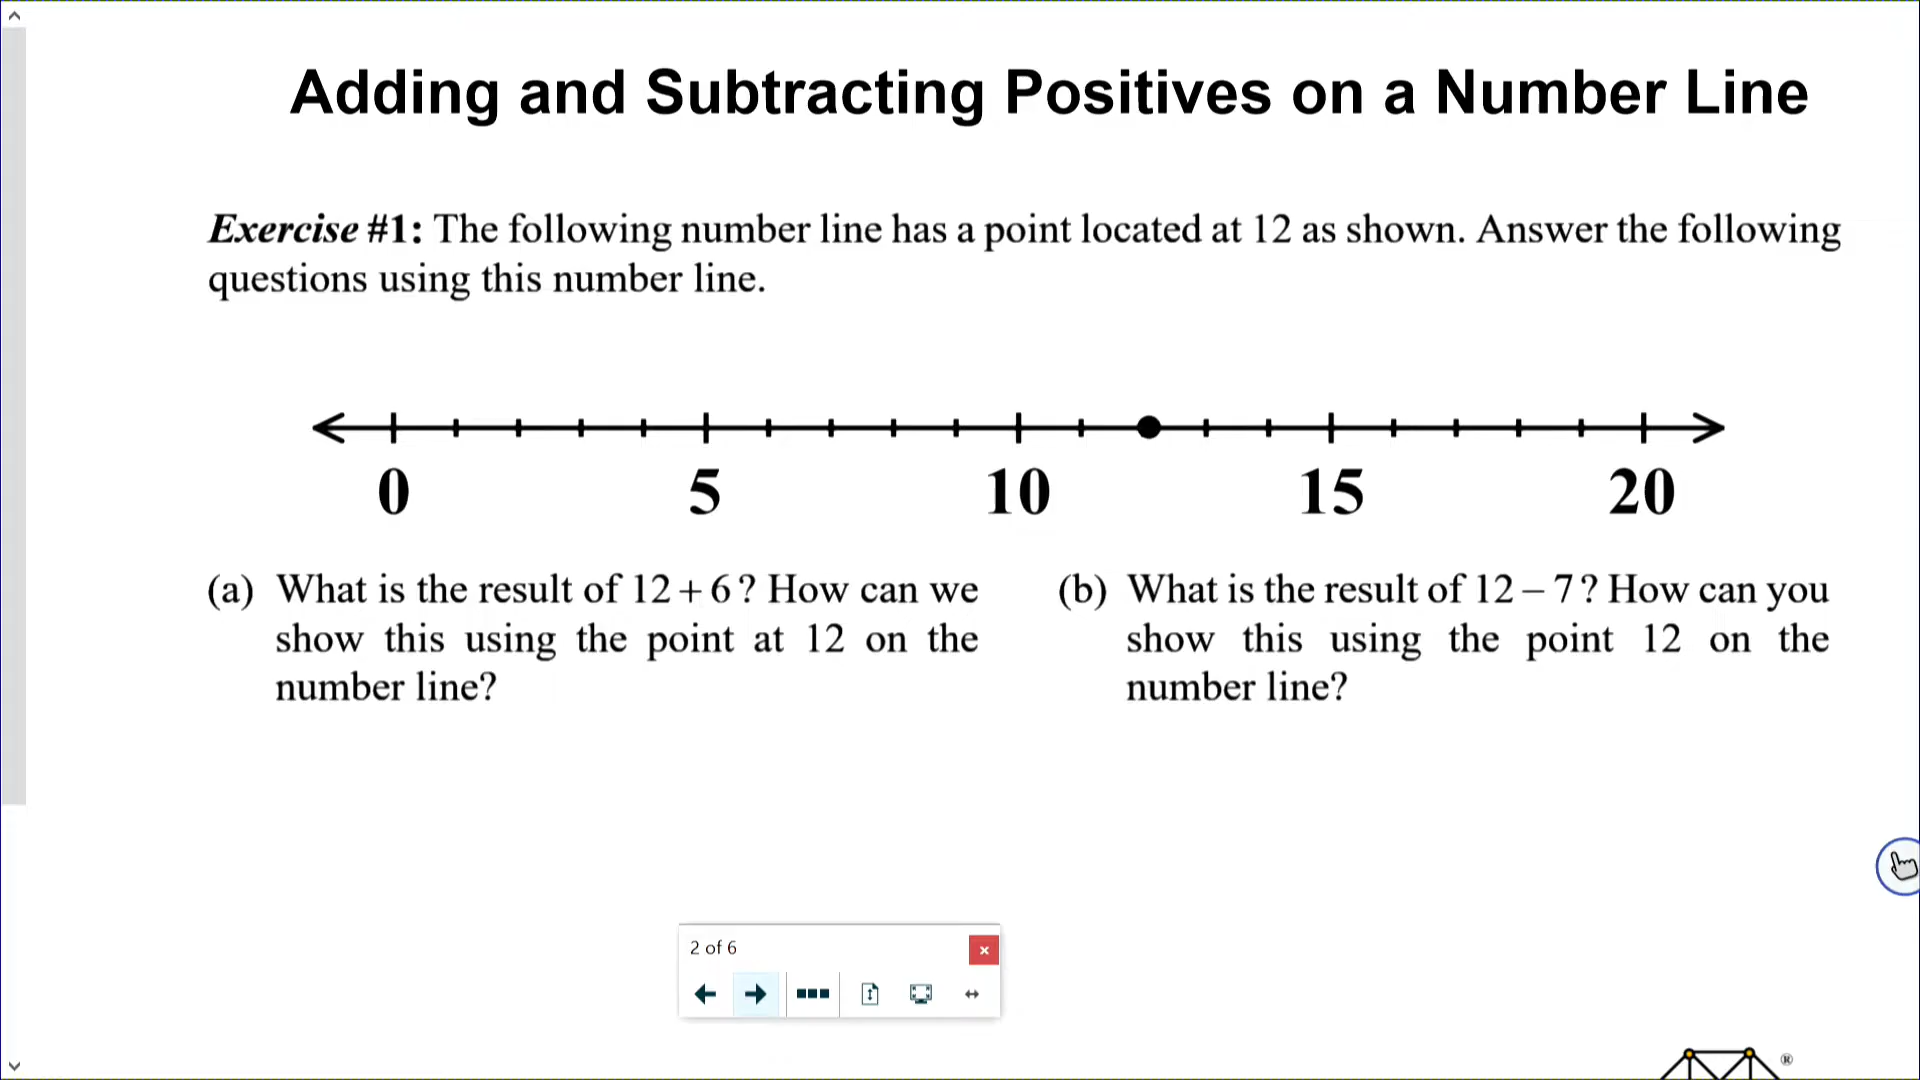 Adding and Subtracting Positives on a Number Line
Exercise #1: The following number line has a point located at 12 as shown. Answer the following
questions using this number line.
0 5 10 15 20
(a) What is the result of 12 + 6 ? How can we
show this using the point at 12 on the
number line?
(b) What is the result of 12 – 7 ? How can you
show this using the point 12 on the
number line?
2 of 6
®